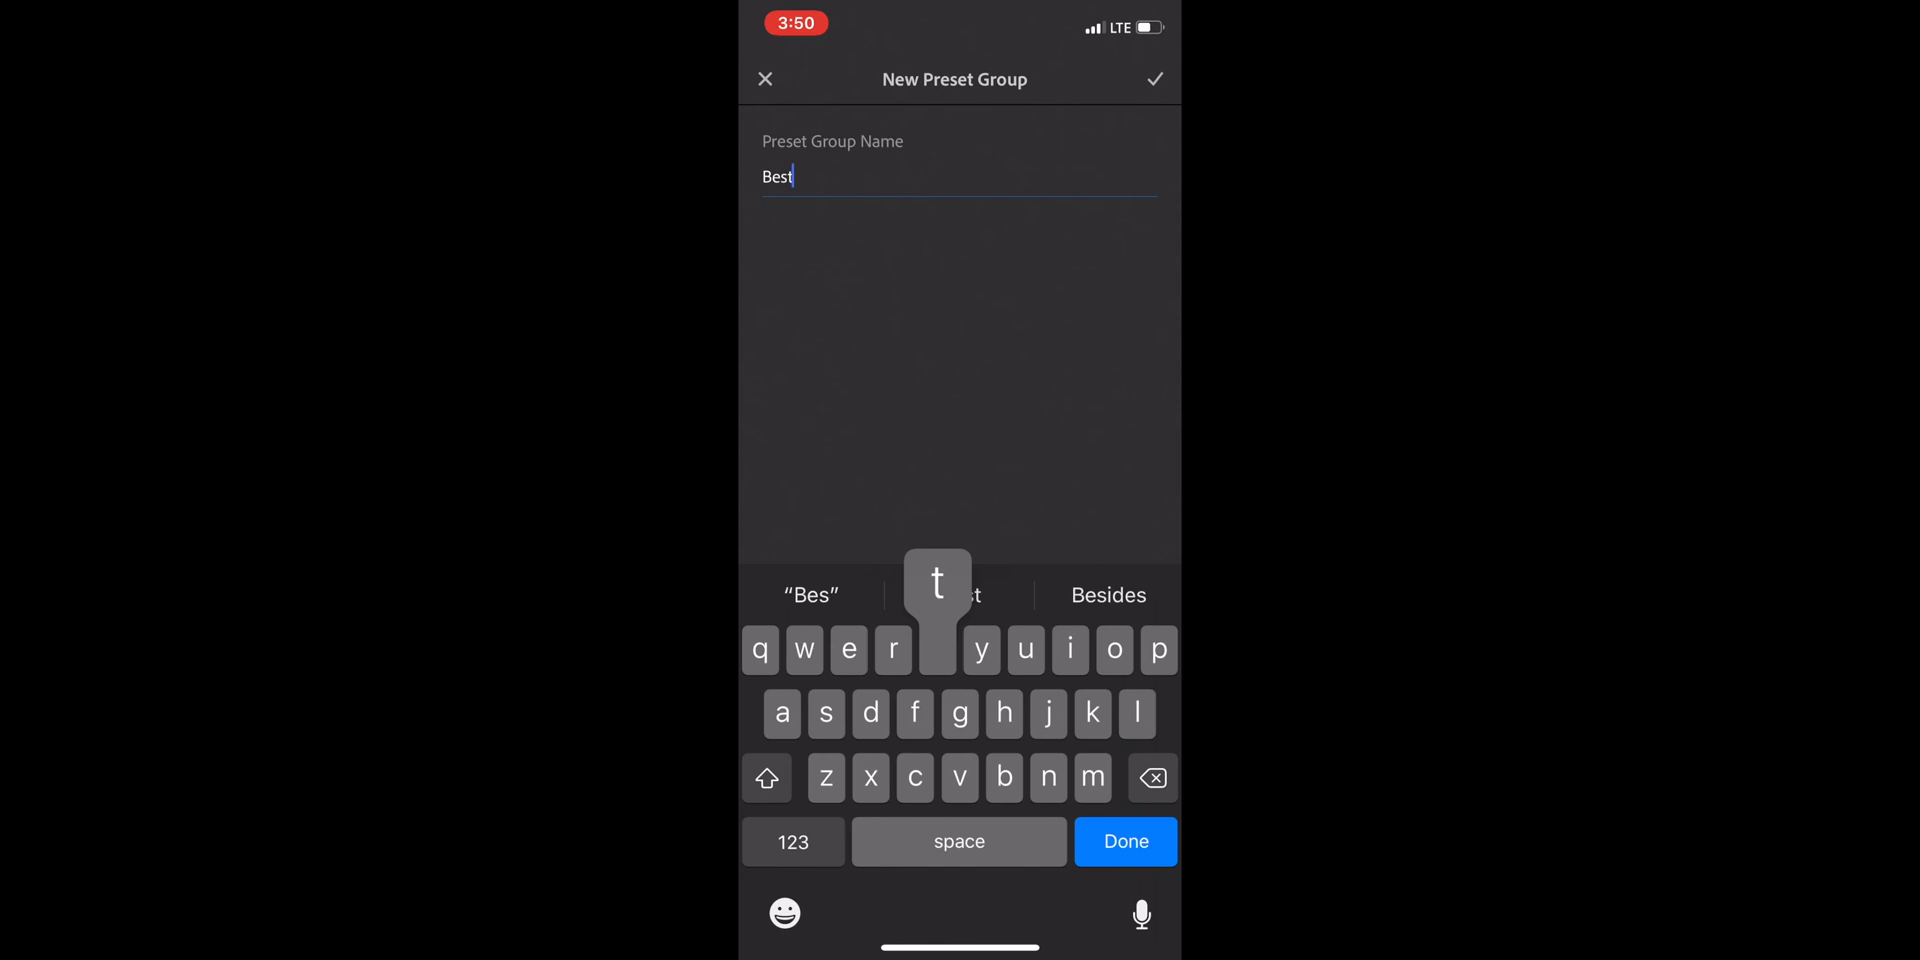 3:50
LTE
New Preset Group
Preset Group Name
Best
"Bes"
Besides
t
q w e r y u i o p
a s d f g h j k l
z x c v b n m
123
space
Done